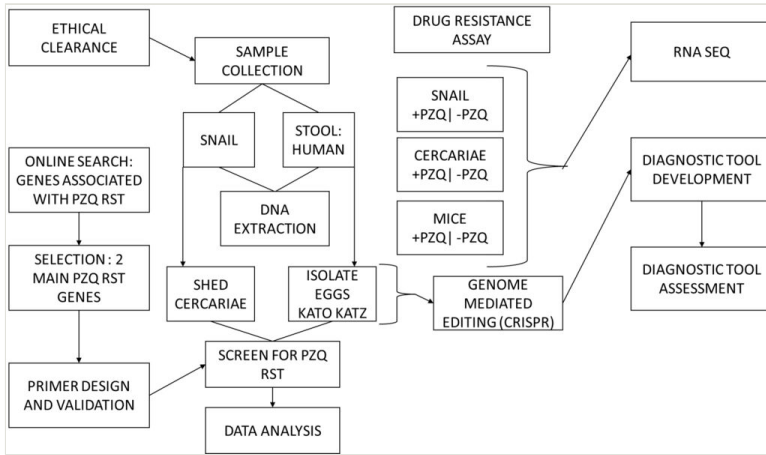 ETHICAL
CLEARANCE
SAMPLE
COLLECTION
DRUG RESISTANCE
ASSAY
RNA SEQ
SNAIL
STOOL:
HUMAN
SNAIL
+PZQ| -PZQ
ONLINE SEARCH:
GENES ASSOCIATED
WITH PZQ RST
CERCARIAE
+PZQ| -PZQ
DIAGNOSTIC TOOL
DEVELOPMENT
DNA
EXTRACTION
MICE
+PZQ| -PZQ
SELECTION : 2
MAIN PZQ RST
GENES
SHED
CERCARIAE
ISOLATE
EGGS
KATO KATZ
GENOME
MEDIATED
EDITING (CRISPR)
DIAGNOSTIC TOOL
ASSESSMENT
PRIMER DESIGN
AND VALIDATION
SCREEN FOR PZQ
RST
DATA ANALYSIS